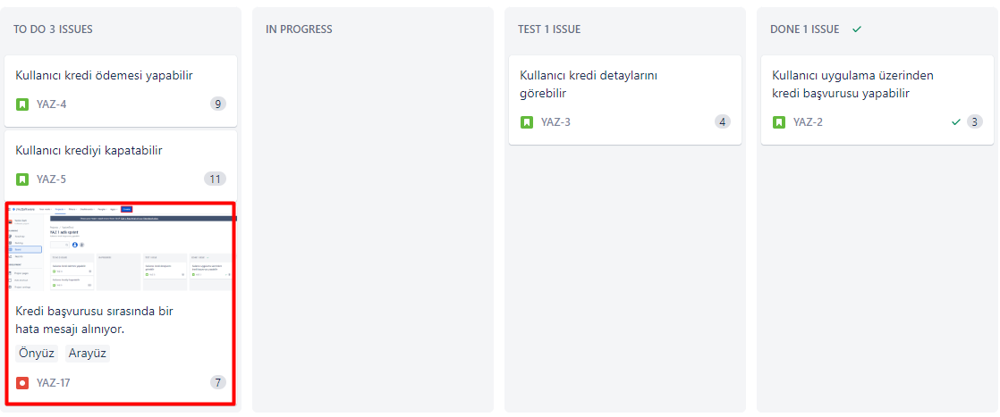 TO DO 3 ISSUES
Kullanıcı kredi ödemesi yapabilir
YAZ-4
9
Kullanıcı krediyi kapatabilir
YAZ-5
11
Kredi başvurusu sırasında bir
hata mesajı alınıyor.
Önyüz Arayüz
YAZ-17
7
IN PROGRESS
TEST 1 ISSUE
Kullanıcı kredi detaylarını
görebilir
YAZ-3
4
DONE 1 ISSUE
Kullanıcı uygulama üzerinden
kredi başvurusu yapabilir
YAZ-2
3